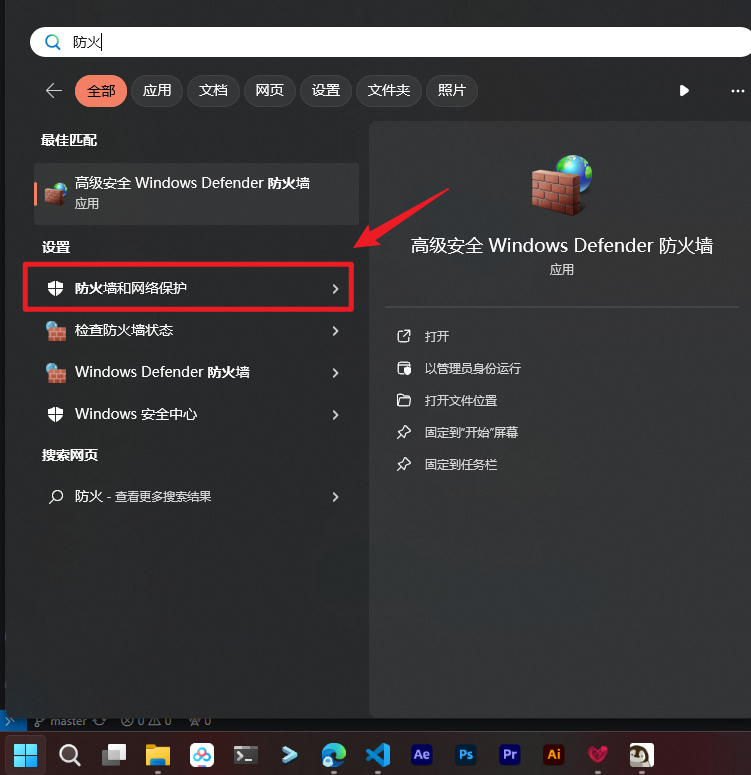 防火
全部 应用 文档 网页 设置 文件夹 照片
最佳匹配
高级安全 Windows Defender 防火墙
应用
设置
防火墙和网络保护
检查防火墙状态
Windows Defender 防火墙
Windows 安全中心
搜索网页
防火 - 查看更多搜索结果
高级安全 Windows Defender 防火墙
应用
打开
以管理员身份运行
打开文件位置
固定到"开始"屏幕
固定到任务栏
master 0 0 0
Ae Ps Pr Ai